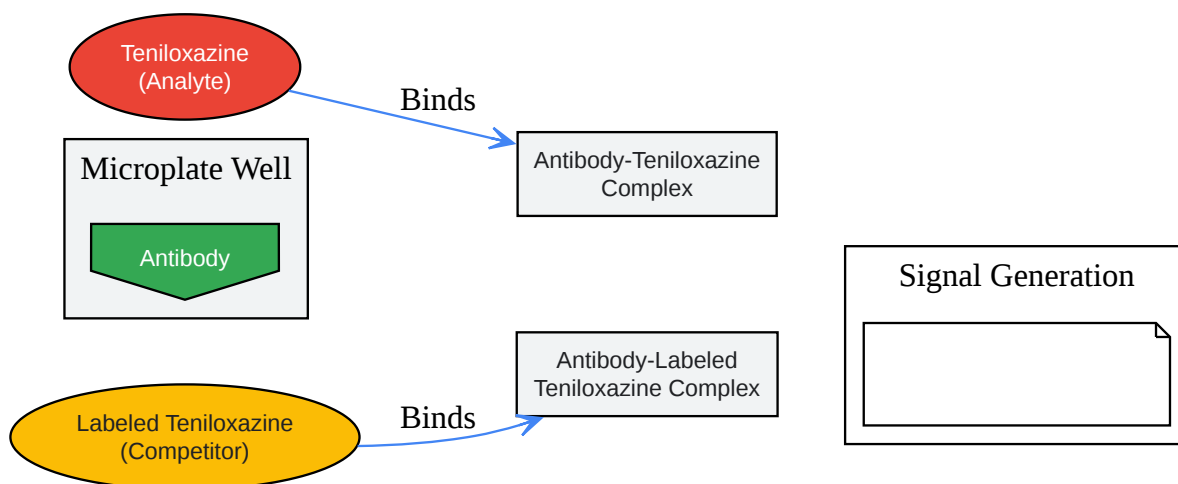 Teniloxazine
(Analyte)
Binds
Microplate Well
Antibody
Antibody-Teniloxazine
Complex
Signal Generation
Antibody-Labeled
Teniloxazine Complex
Labeled Teniloxazine
(Competitor)
Binds